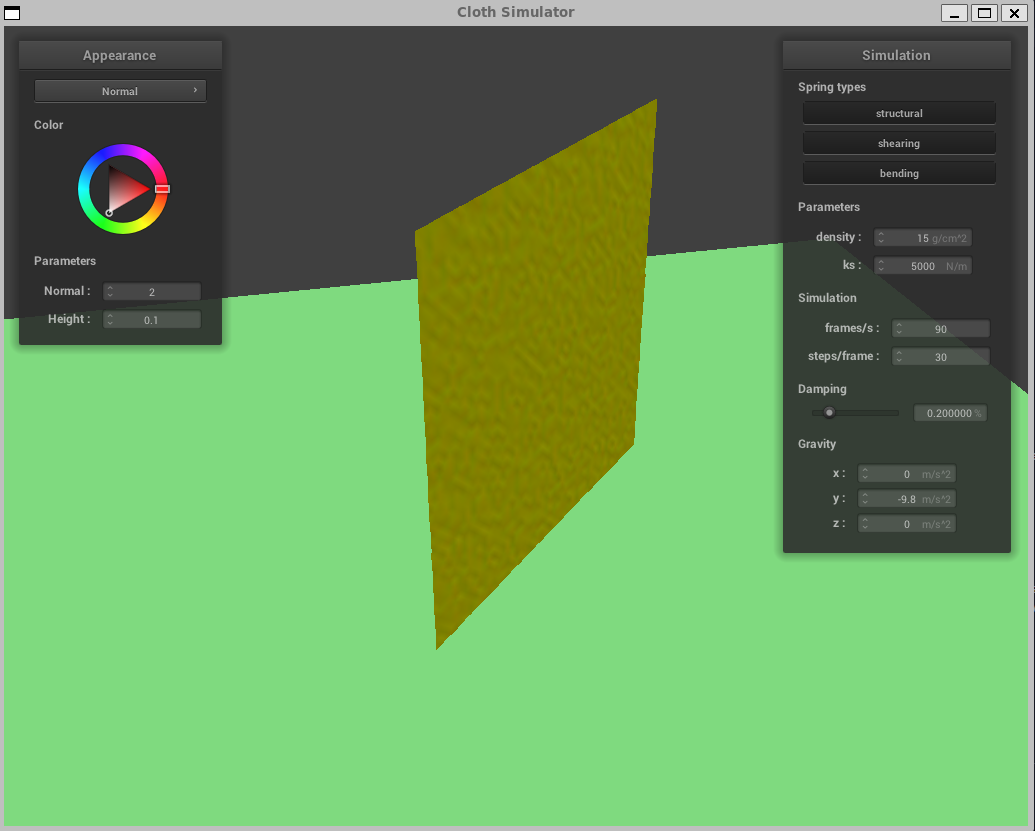 Cloth Simulator
Appearance
Normal
Color
Parameters
Normal : 2
Height : 0.1
Simulation
Spring types
structural
shearing
bending
Parameters
density : 15 g/cm^2
ks : 5000 N/m
Simulation
frames/s : 90
steps/frame : 30
Damping
0.200000 %
Gravity
x : 0 m/s^2
y : -9.8 m/s^2
z : 0 m/s^2